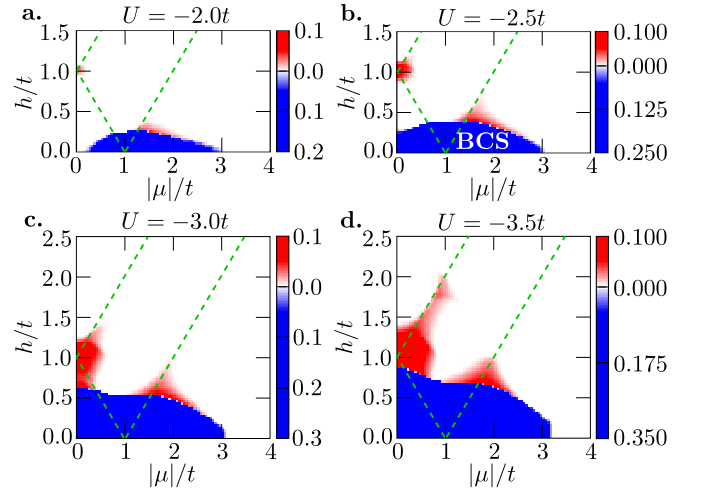 a. U = −2.0t
1.5
1.0
0.5
0.0
h/t
0 1 2 3 4
|μ|/t
0.1
0.0
0.1
0.2
b. U = −2.5t
1.5
1.0
0.5
0.0
h/t
BCS
0 1 2 3 4
|μ|/t
0.100
0.000
0.125
0.250
c. U = −3.0t
2.5
2.0
1.5
1.0
0.5
0.0
h/t
0 1 2 3 4
|μ|/t
0.1
0.0
0.1
0.2
0.3
d. U = −3.5t
2.5
2.0
1.5
1.0
0.5
0.0
h/t
0 1 2 3 4
|μ|/t
0.100
0.000
0.175
0.350